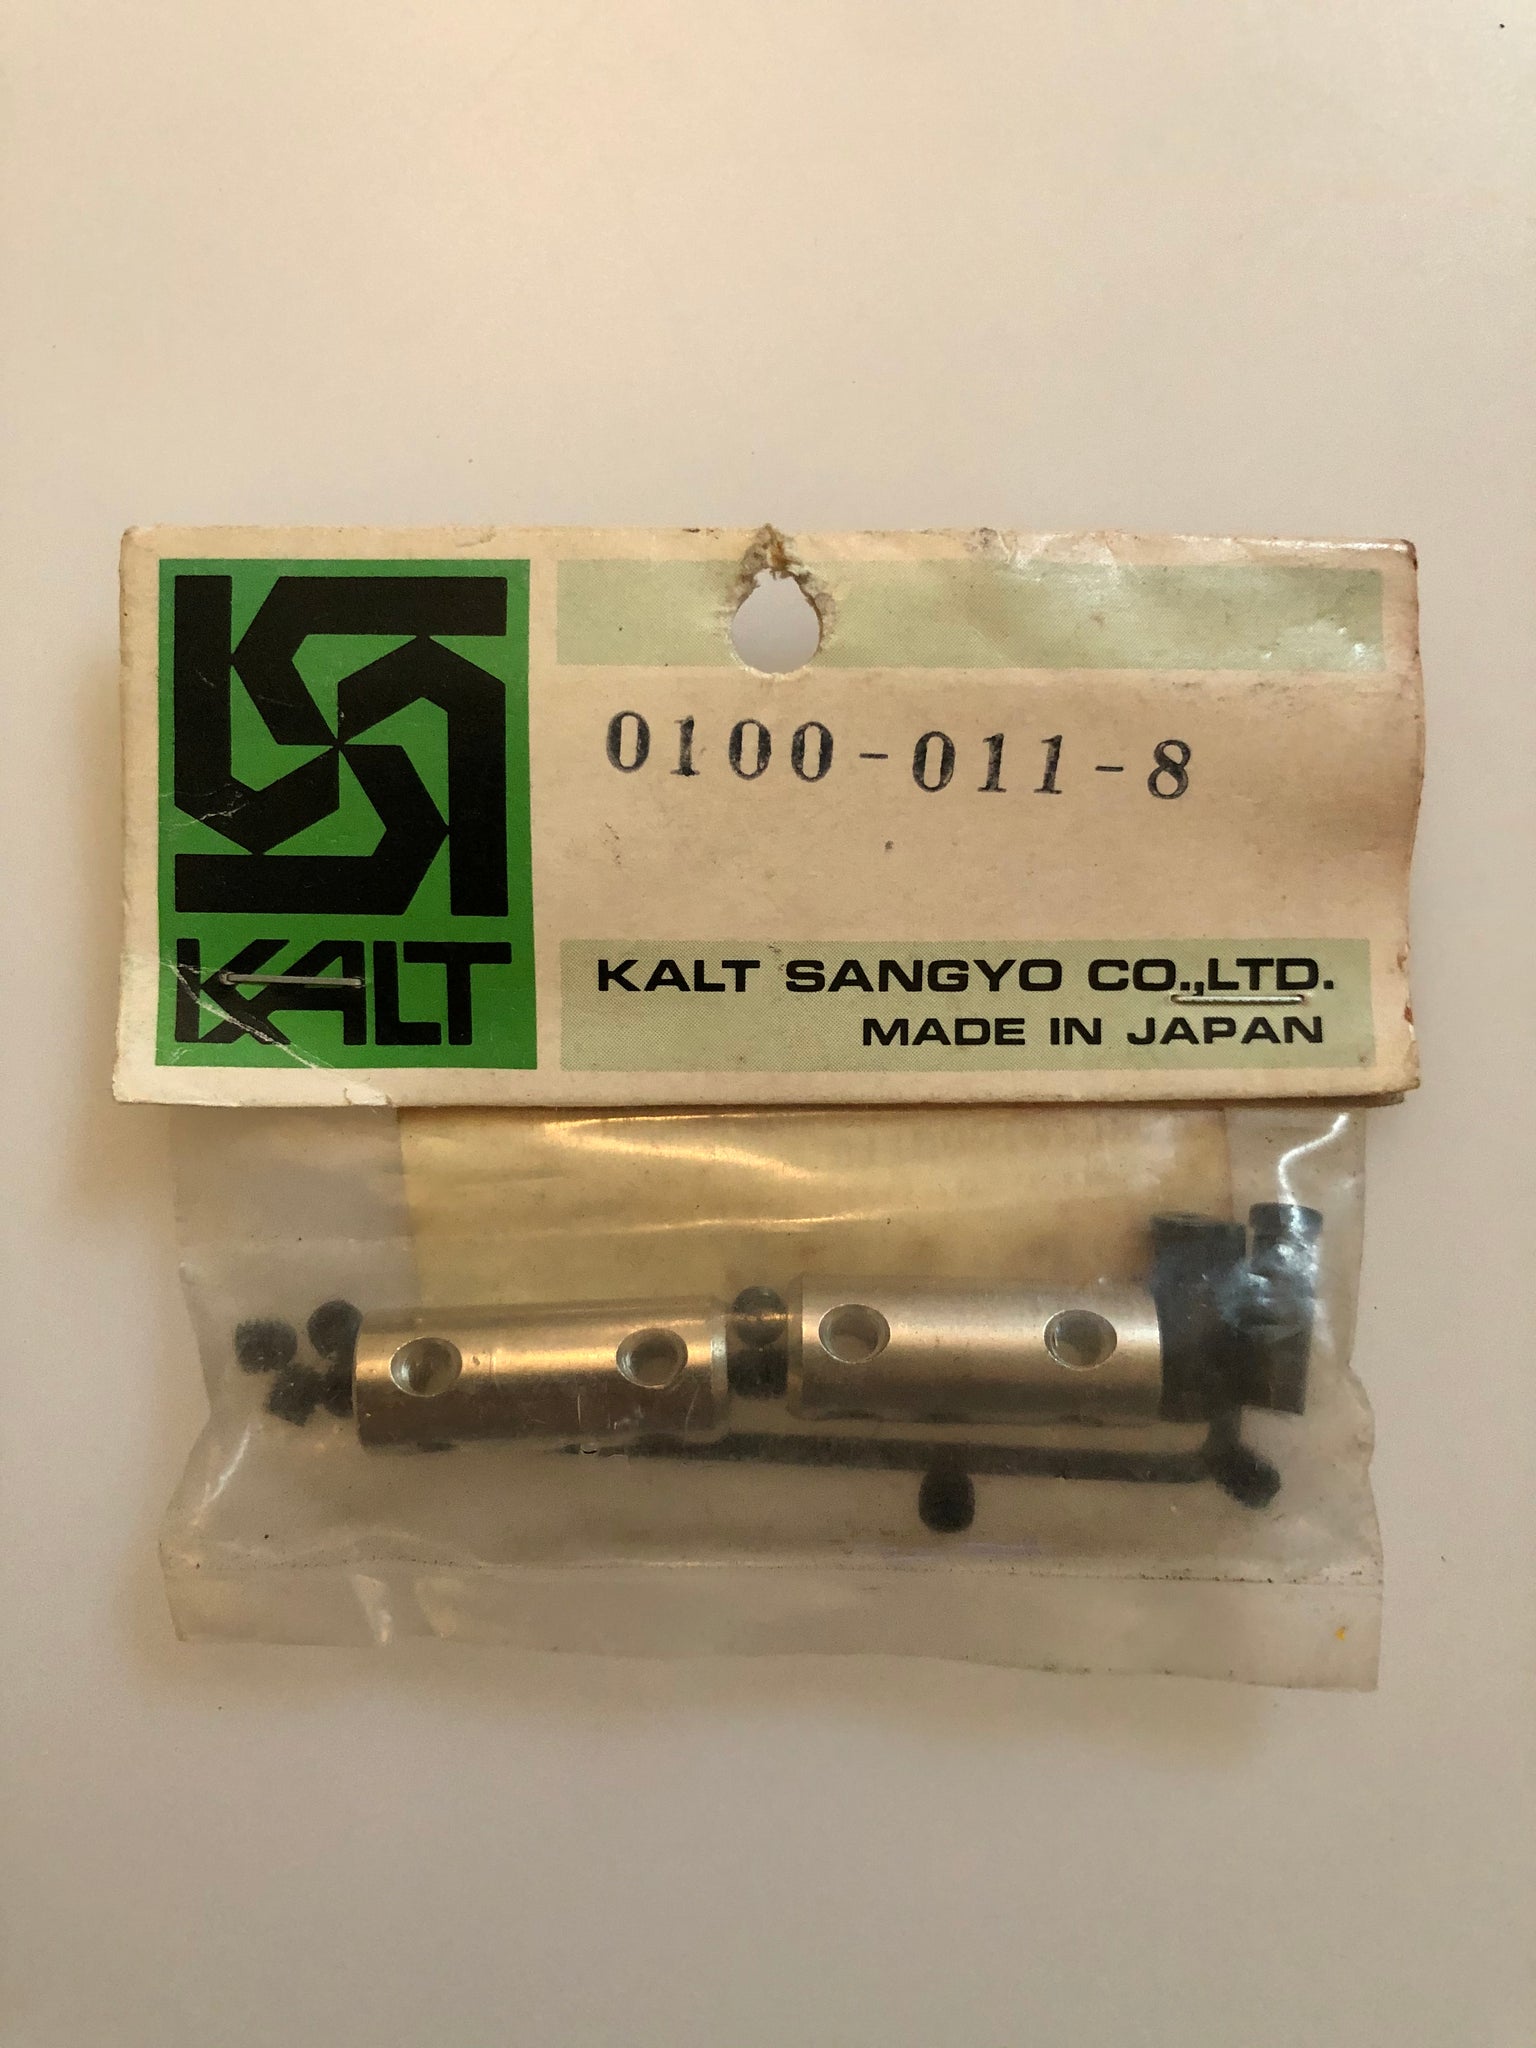 0100-011-8
KALT
KALT SANGYO CO.,LTD.
MADE IN JAPAN